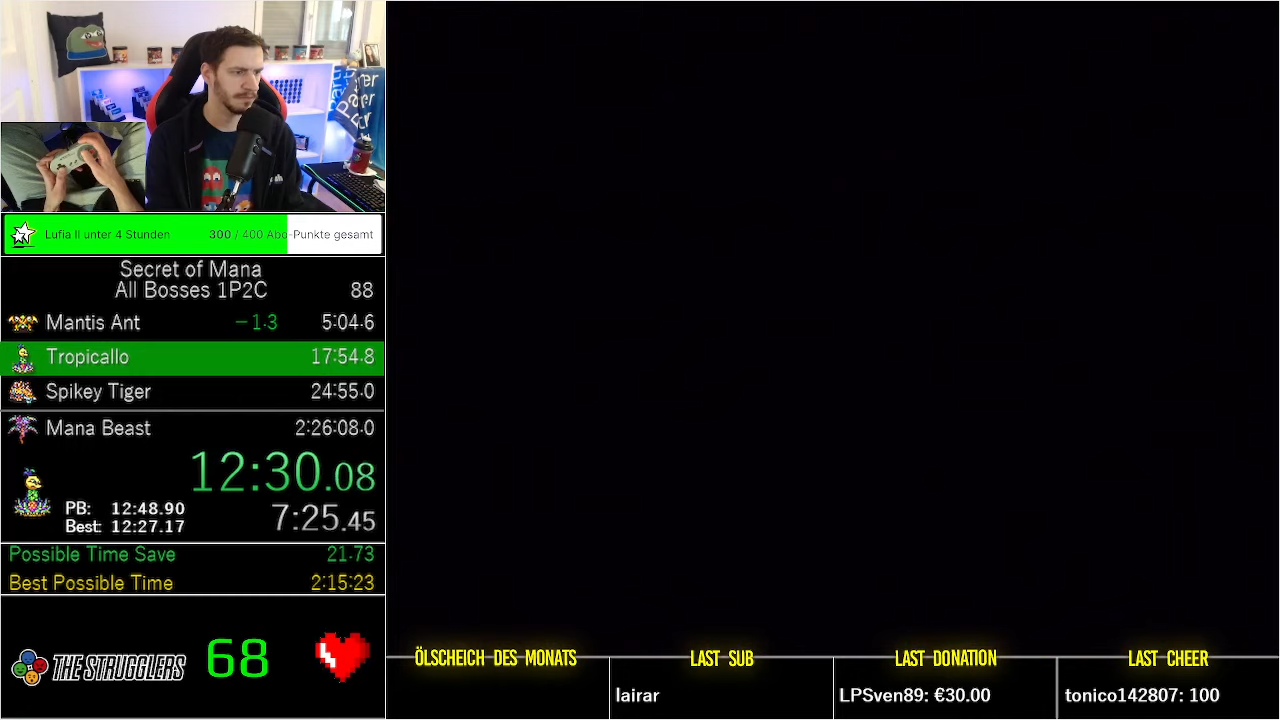 Lufia II unter 4 Stunden 300 / 400 Abo-Punkte gesamt
Secret of Mana
All Bosses 1P2C 88
Mantis Ant −1.3 5:04.6
Tropicallo 17:54.8
Spikey Tiger 24:55.0
Mana Beast 2:26:08.0
12:30.08
PB: 12:48.90
Best: 12:27.17
7:25.45
Possible Time Save 21.73
Best Possible Time 2:15:23
THE STRUGGLERS 68
ÖLSCHEICH DES MONATS
LAST SUB
lairar
LAST DONATION
LPSven89: €30.00
LAST CHEER
tonico142807: 100